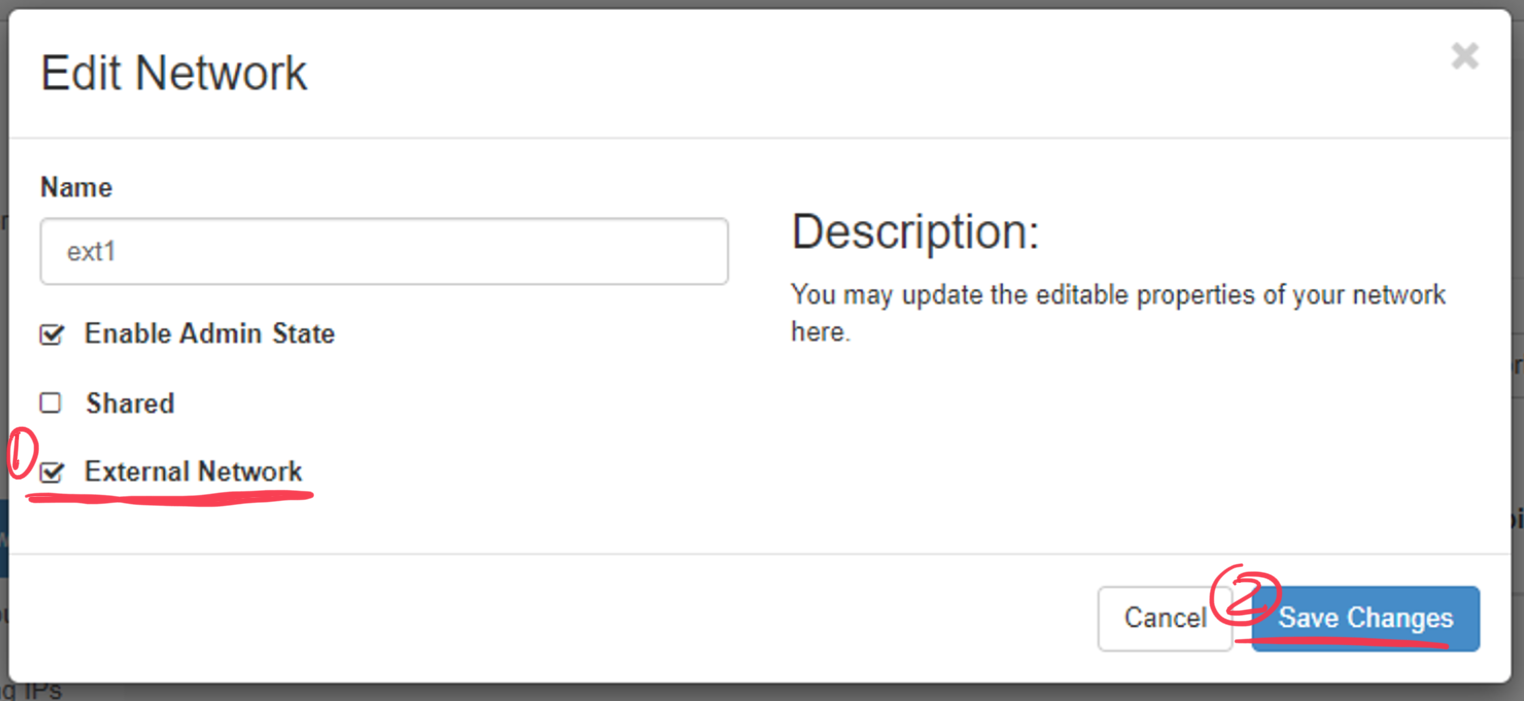 Edit Network
Name
ext1
Enable Admin State
Shared
① External Network
Description:
You may update the editable properties of your network
here.
Cancel
② Save Changes
IPs